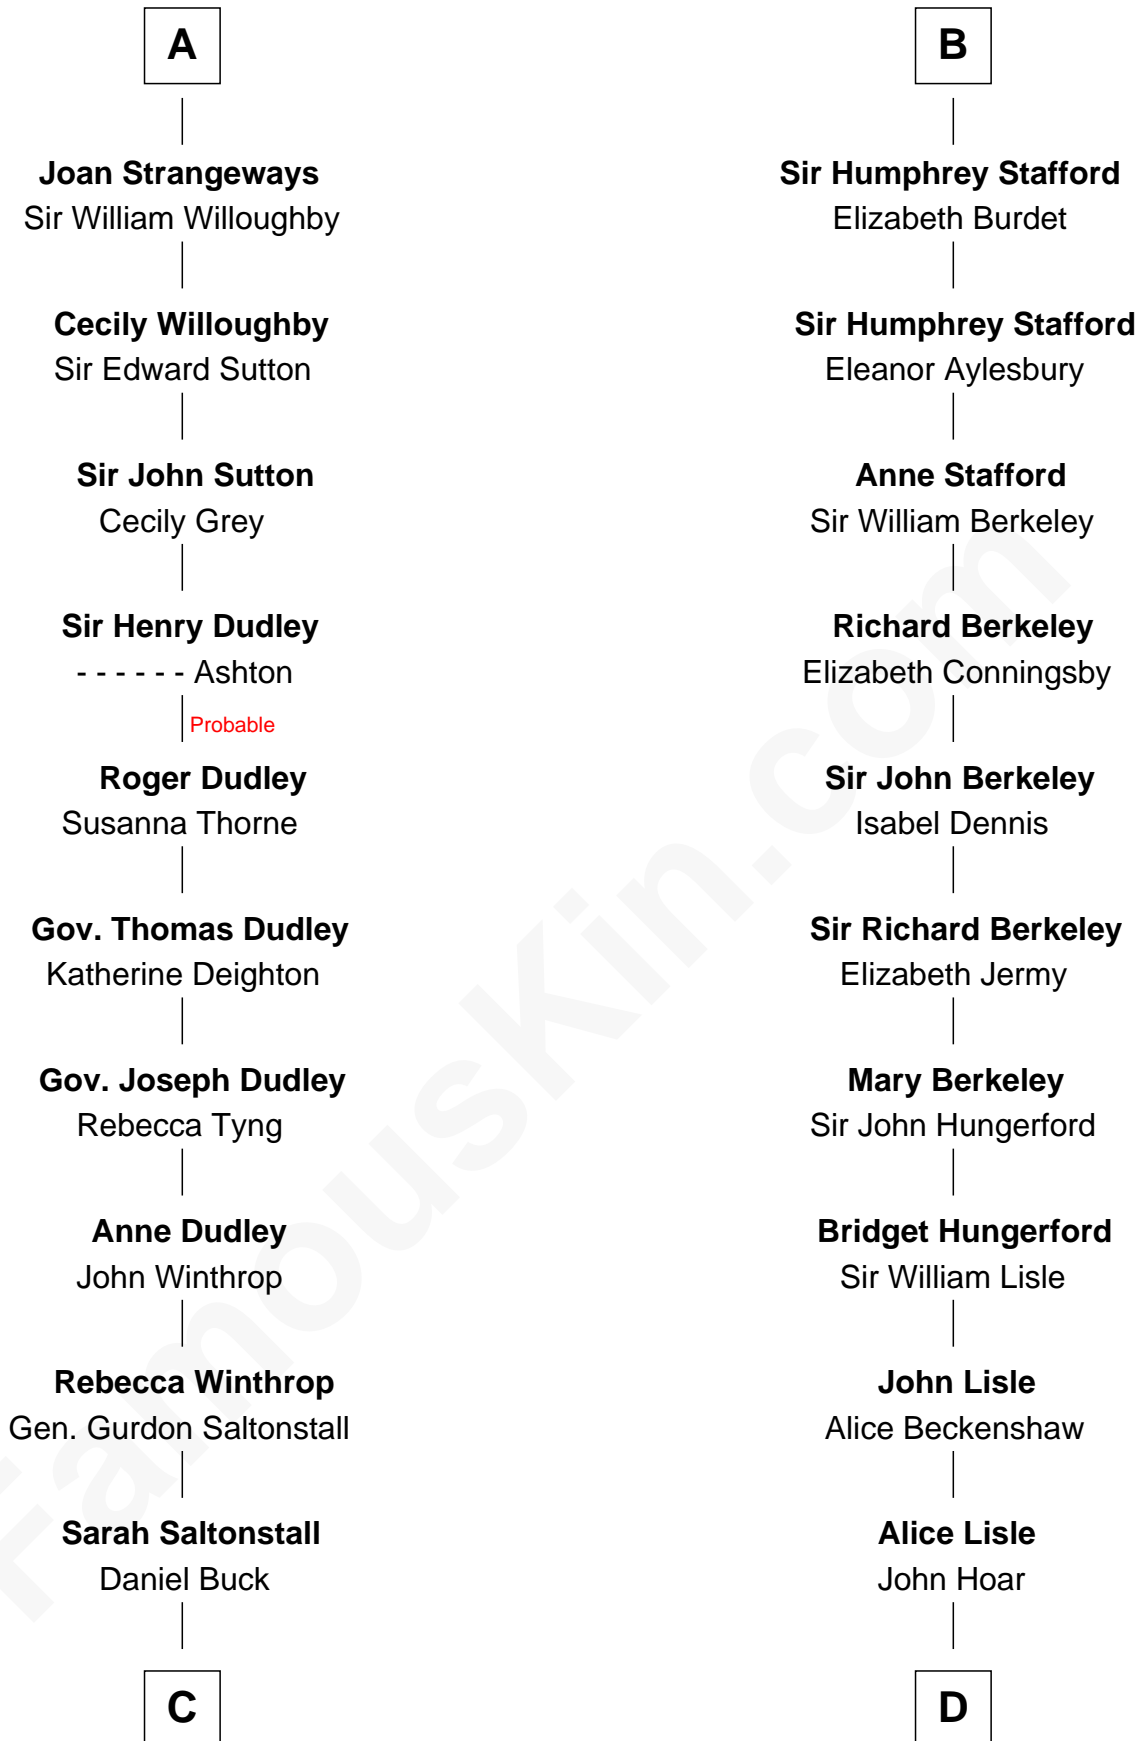 A
Joan Strangeways
Sir William Willoughby
Cecily Willoughby
Sir Edward Sutton
Sir John Sutton
Cecily Grey
Sir Henry Dudley
- - - - - - Ashton
Probable
Roger Dudley
Susanna Thorne
Gov. Thomas Dudley
Katherine Deighton
Gov. Joseph Dudley
Rebecca Tyng
Anne Dudley
John Winthrop
Rebecca Winthrop
Gen. Gurdon Saltonstall
Sarah Saltonstall
Daniel Buck
C
B
Sir Humphrey Stafford
Elizabeth Burdet
Sir Humphrey Stafford
Eleanor Aylesbury
Anne Stafford
Sir William Berkeley
Richard Berkeley
Elizabeth Conningsby
Sir John Berkeley
Isabel Dennis
Sir Richard Berkeley
Elizabeth Jermy
Mary Berkeley
Sir John Hungerford
Bridget Hungerford
Sir William Lisle
John Lisle
Alice Beckenshaw
Alice Lisle
John Hoar
D
FamousKin.com